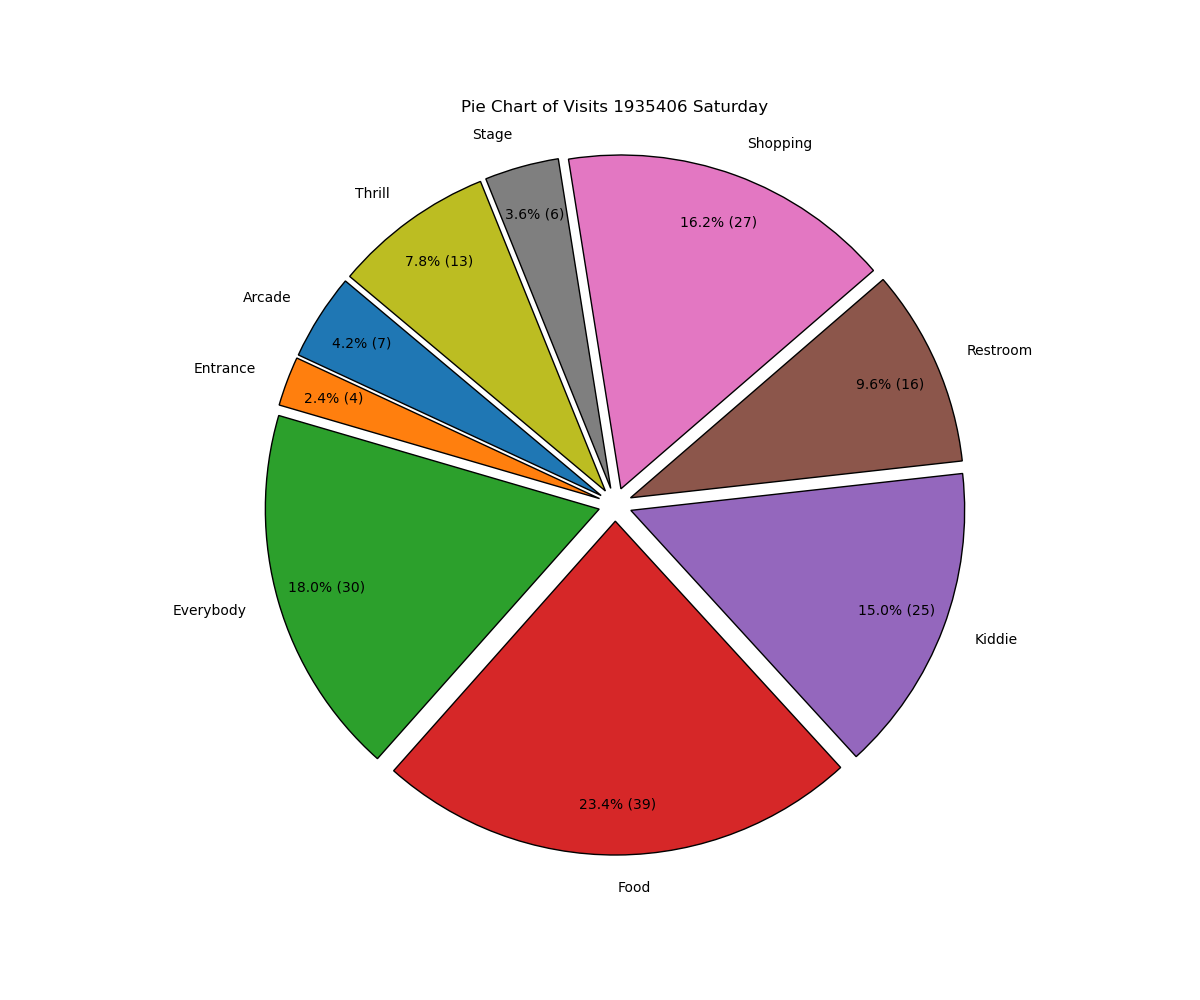 Pie Chart of Visits 1935406 Saturday
Stage
Shopping
Thrill
3.6% (6)
16.2% (27)
7.8% (13)
Arcade
4.2% (7)
Restroom
Entrance
9.6% (16)
2.4% (4)
18.0% (30)
Everybody
15.0% (25)
Kiddie
23.4% (39)
Food